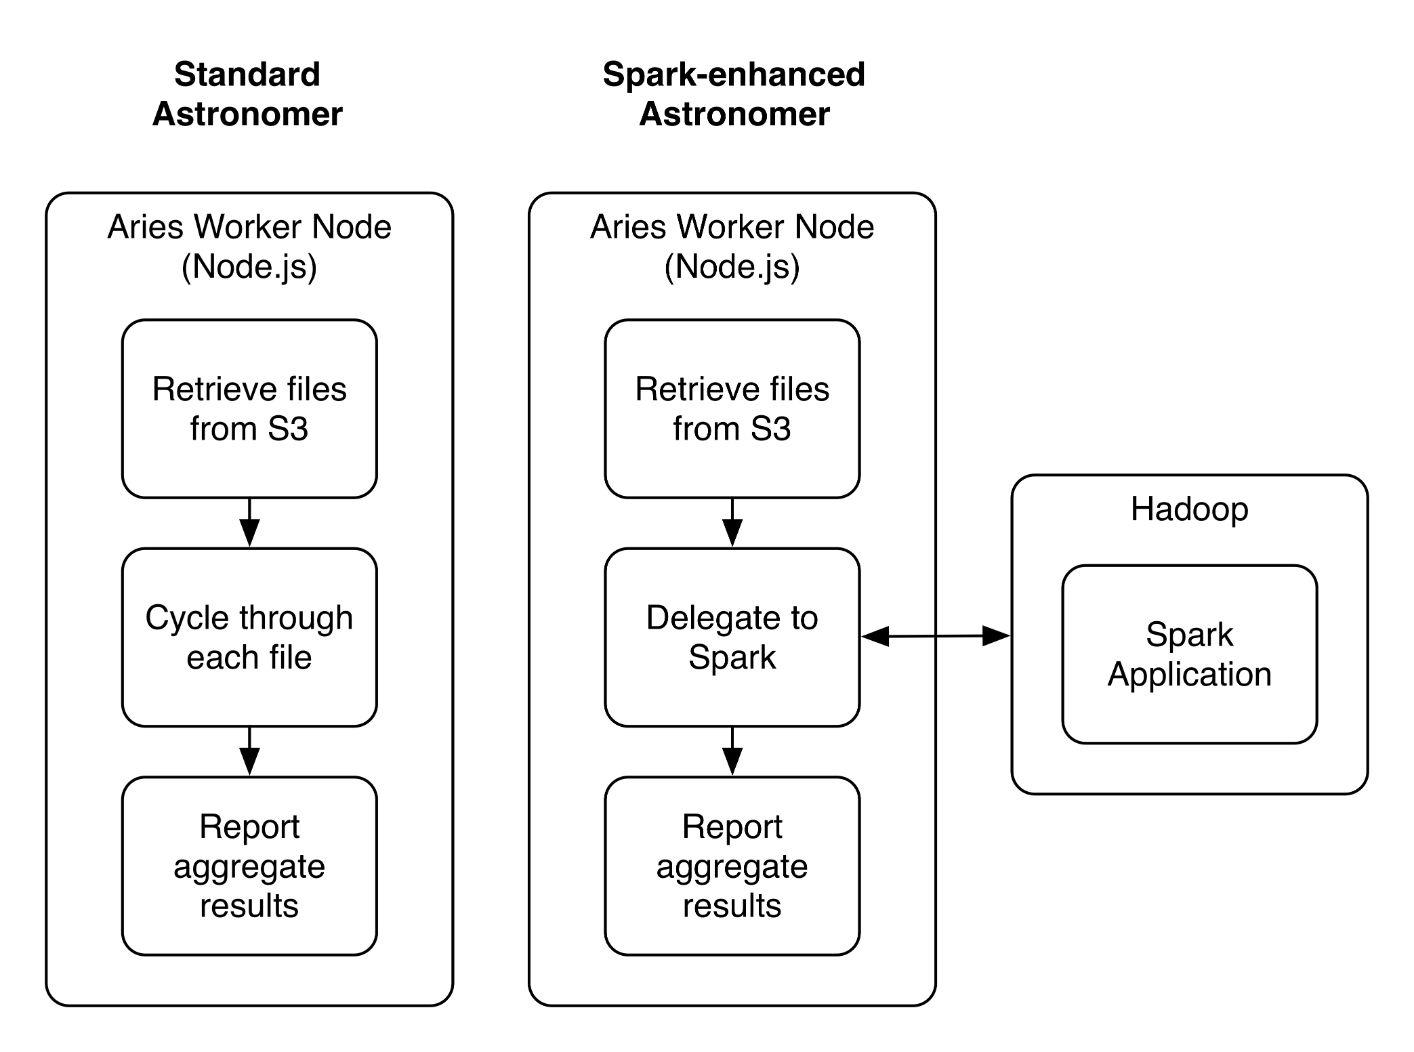 Standard
Astronomer
Aries Worker Node
(Node.js)
Retrieve files
from S3
Cycle through
each file
Report
aggregate
results
Spark-enhanced
Astronomer
Aries Worker Node
(Node.js)
Retrieve files
from S3
Delegate to
Spark
Report
aggregate
results
Hadoop
Spark
Application